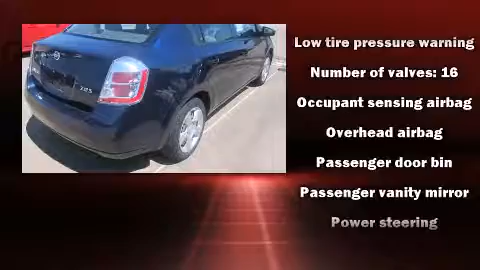 Low tire pressure warning
Number of valves: 16
Occupant sensing airbag
Overhead airbag
Passenger door bin
Passenger vanity mirror
Power steering